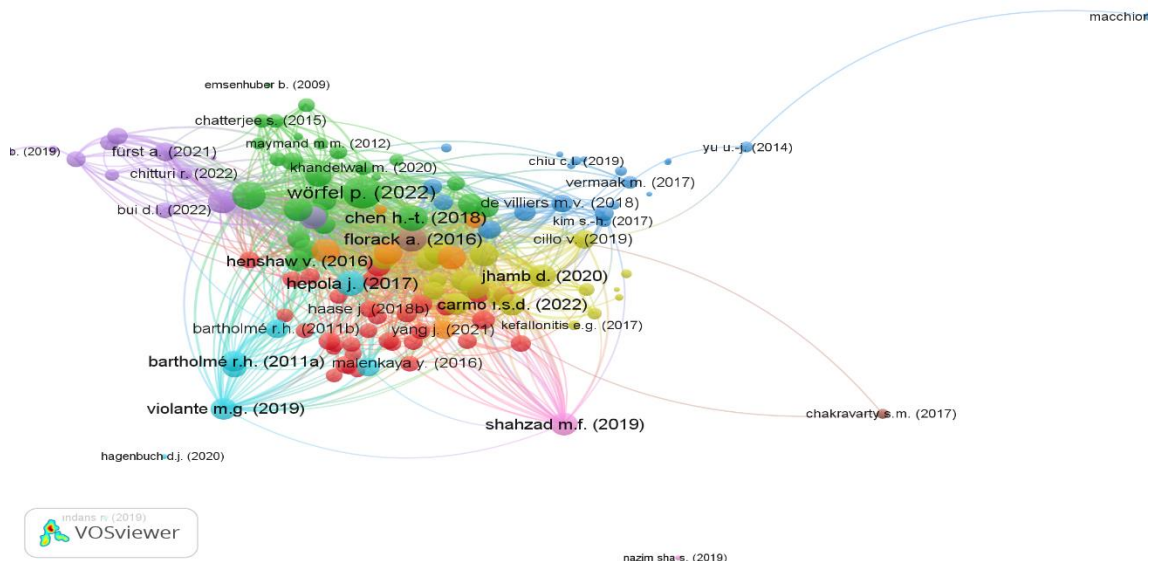 macchior
emsenhuber b. (2009)
chatterjee s. (2015)
maymand m.m. (2012)
yu u.-j. (2014)
b. (2019)
fürst a. (2021)
khandelwal m. (2020)
chiu c.l. (2019)
vermaak m. (2017)
chitturi r. (2022)
wörfel p. (2022)
de villiers m.v. (2018)
bui d.l. (2022)
chen h.-t. (2018)
kim s.-h. (2017)
florack a. (2016)
cillo v. (2019)
henshaw v. (2016)
jhamb d. (2020)
hepola j. (2017)
carmo i.s.d. (2022)
haase j. (2018b)
bartholmé r.h. (2011b)
yang j. (2021)
kefallonitis e.g. (2017)
bartholmé r.h. (2011a)
malenkaya y. (2016)
violante m.g. (2019)
chakravarty s.m. (2017)
shahzad m.f. (2019)
hagenbuch d.j. (2020)
(2019)
VOSviewer
nazim sha s. (2019)